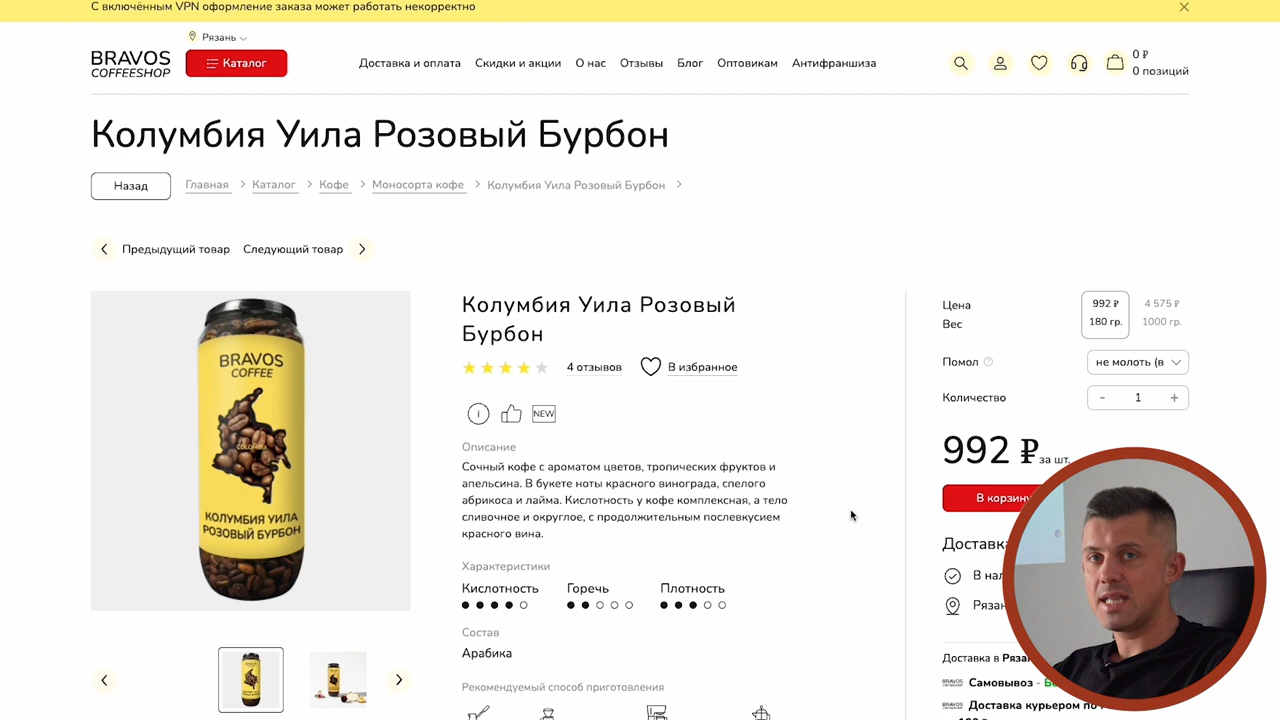 С включённым VPN оформление заказа может работать некорректно
Рязань
BRAVOS
COFFEESHOP
Каталог
Доставка и оплата
Скидки и акции
О нас
Отзывы
Блог
Оптовикам
Антифраншиза
0 ₽
0 позиций
Колумбия Уила Розовый Бурбон
Назад
Главная
Каталог
Кофе
Моносорта кофе
Колумбия Уила Розовый Бурбон
Предыдущий товар
Следующий товар
BRAVOS
COFFEE
COLOMBIA
КОЛУМБИЯ УИЛА
РОЗОВЫЙ БУРБОН
Колумбия Уила Розовый
Бурбон
4 отзывов
В избранное
NEW
Описание
Сочный кофе с ароматом цветов, тропических фруктов и
апельсина. В букете ноты красного винограда, спелого
абрикоса и лайма. Кислотность у кофе комплексная, а тело
сливочное и округлое, с продолжительным послевкусием
красного вина.
Характеристики
Кислотность
Горечь
Плотность
Состав
Арабика
Рекомендуемый способ приготовления
Цена
Вес
992 ₽
180 гр.
4 575 ₽
1000 гр.
Помол
не молоть (в
Количество
- 1 +
992 ₽ за шт.
В корзину
Доставка
В нал
Рязан
Доставка в Рязан
BRAVOS
COFFEESHOP
Самовывоз - Бе
BRAVOS
Доставка курьером по Р